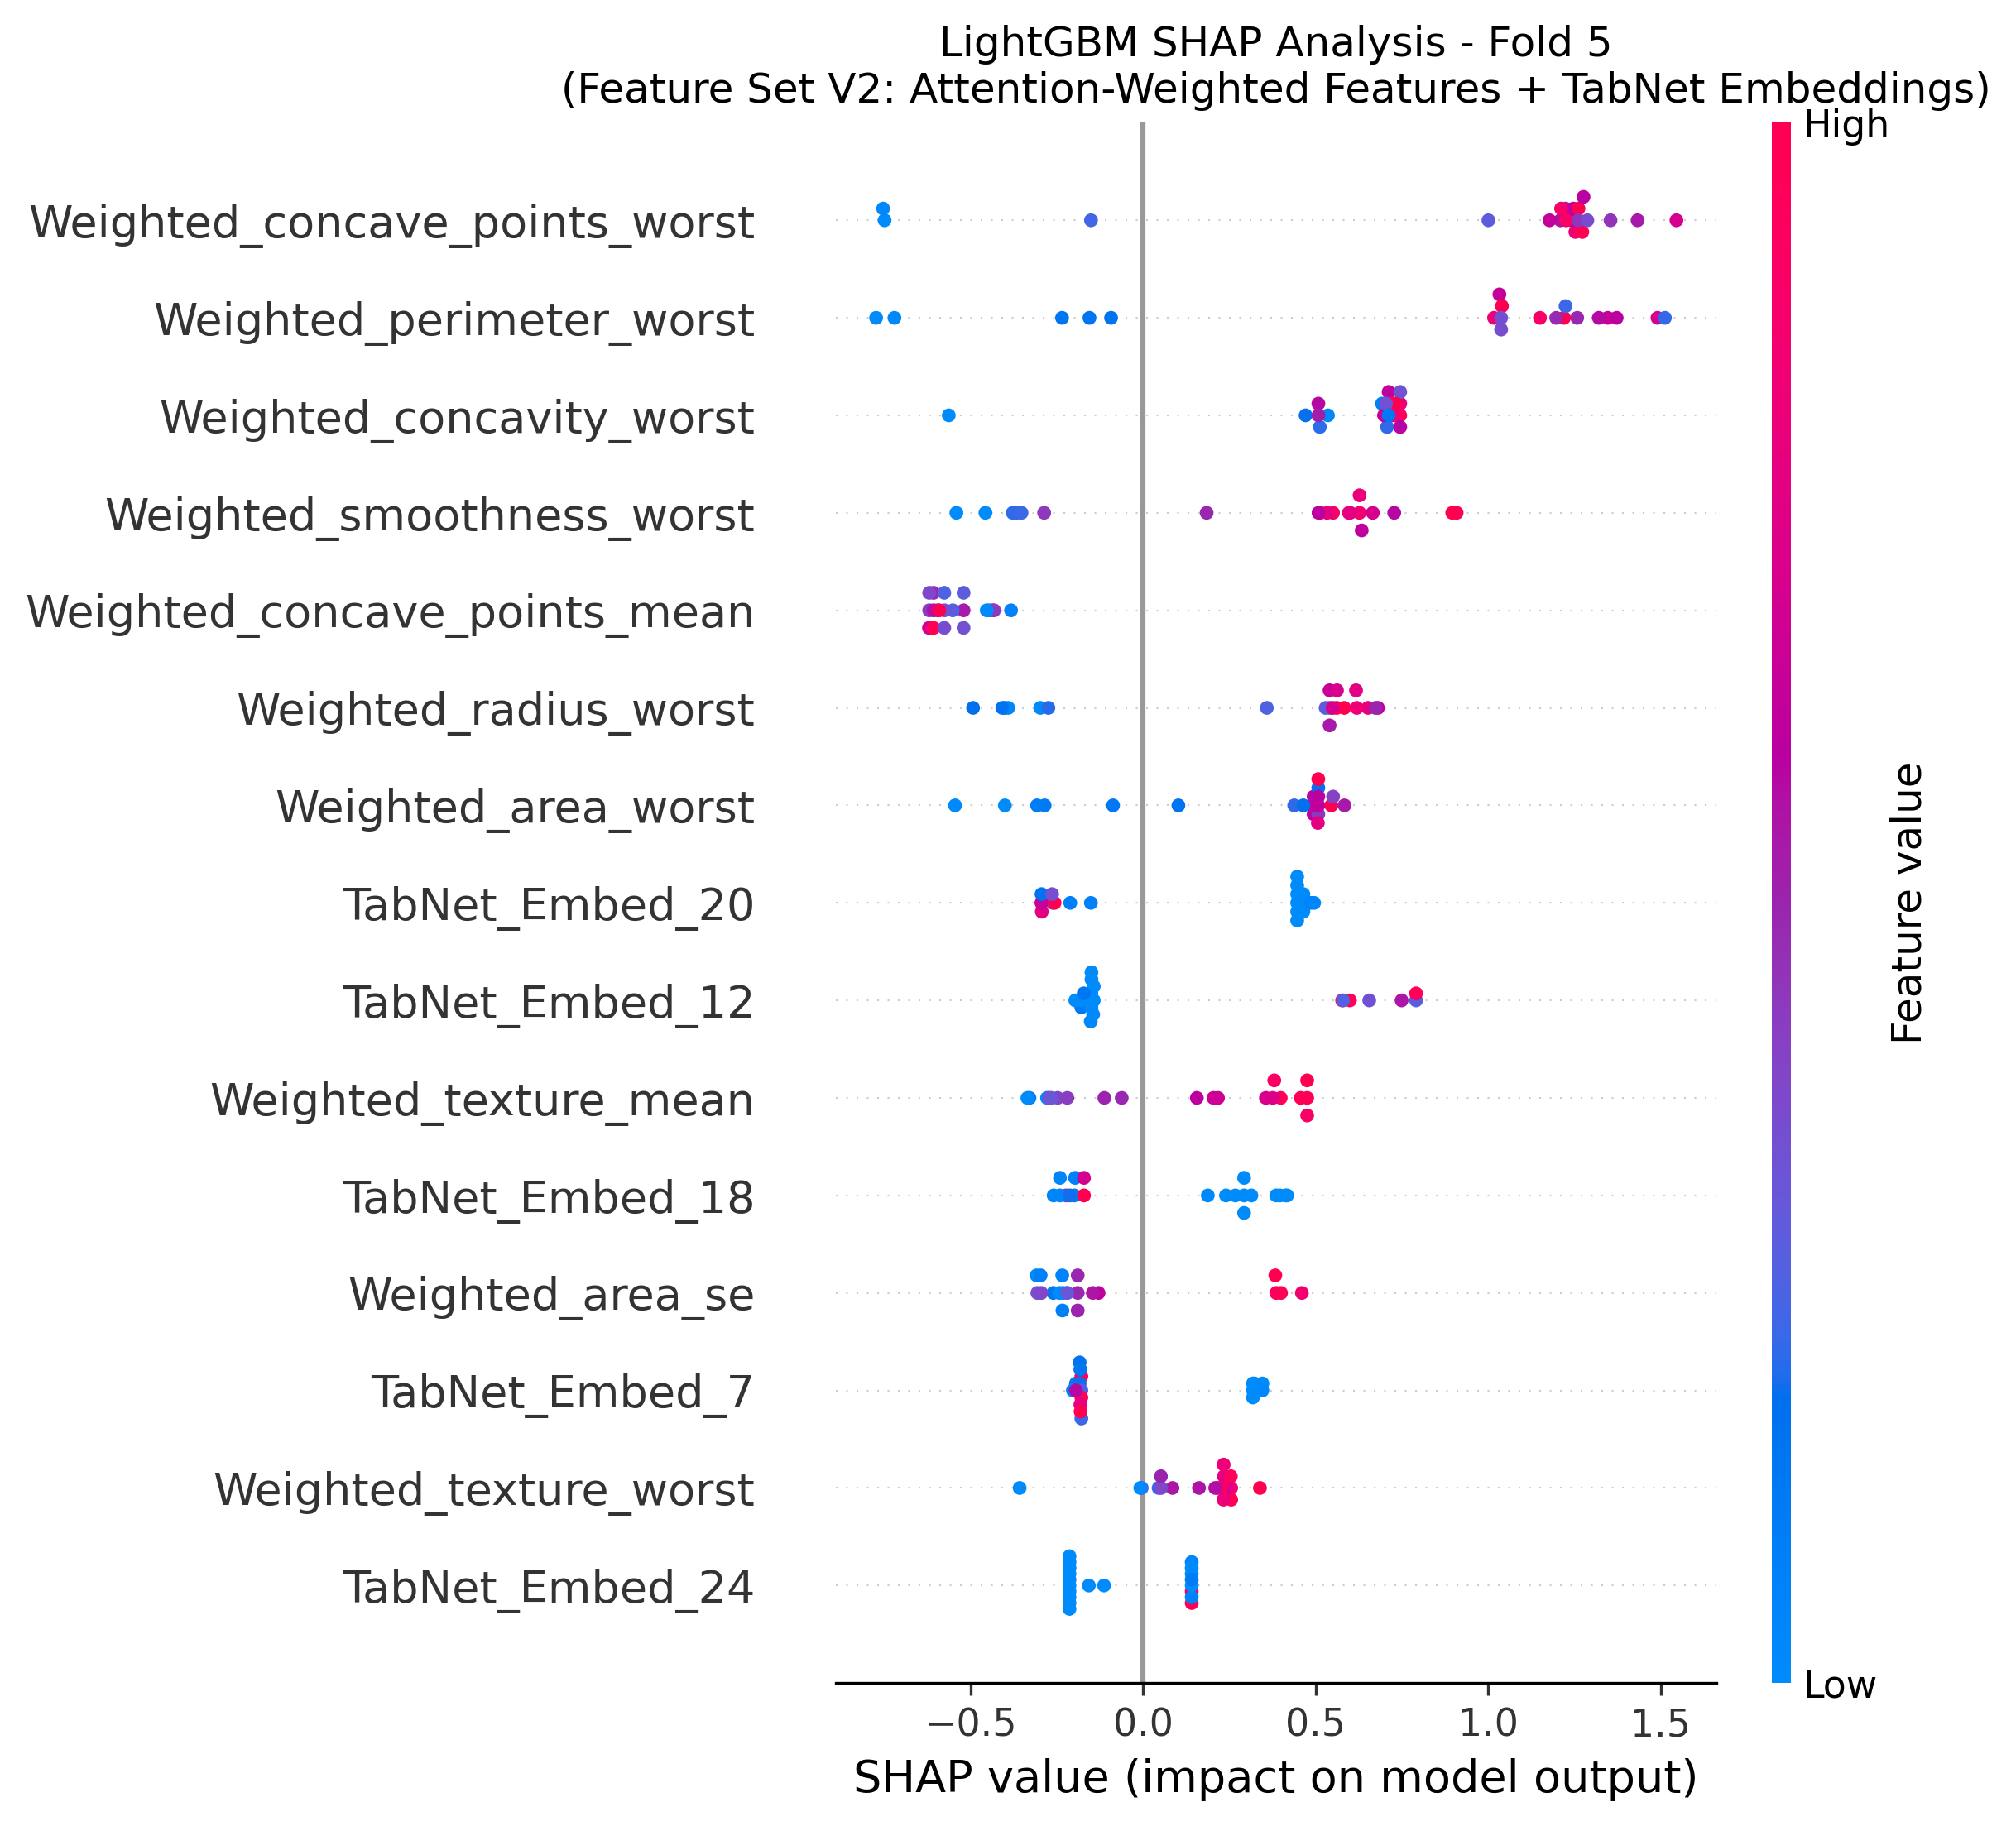 LightGBM SHAP Analysis - Fold 5
(Feature Set V2: Attention-Weighted Features + TabNet Embeddings)
High
Weighted_concave_points_worst
Weighted_perimeter_worst
Weighted_concavity_worst
Weighted_smoothness_worst
Weighted_concave_points_mean
Weighted_radius_worst
Weighted_area_worst
TabNet_Embed_20
TabNet_Embed_12
Weighted_texture_mean
TabNet_Embed_18
Weighted_area_se
TabNet_Embed_7
Weighted_texture_worst
TabNet_Embed_24
Feature value
Low
−0.5 0.0 0.5 1.0 1.5
SHAP value (impact on model output)